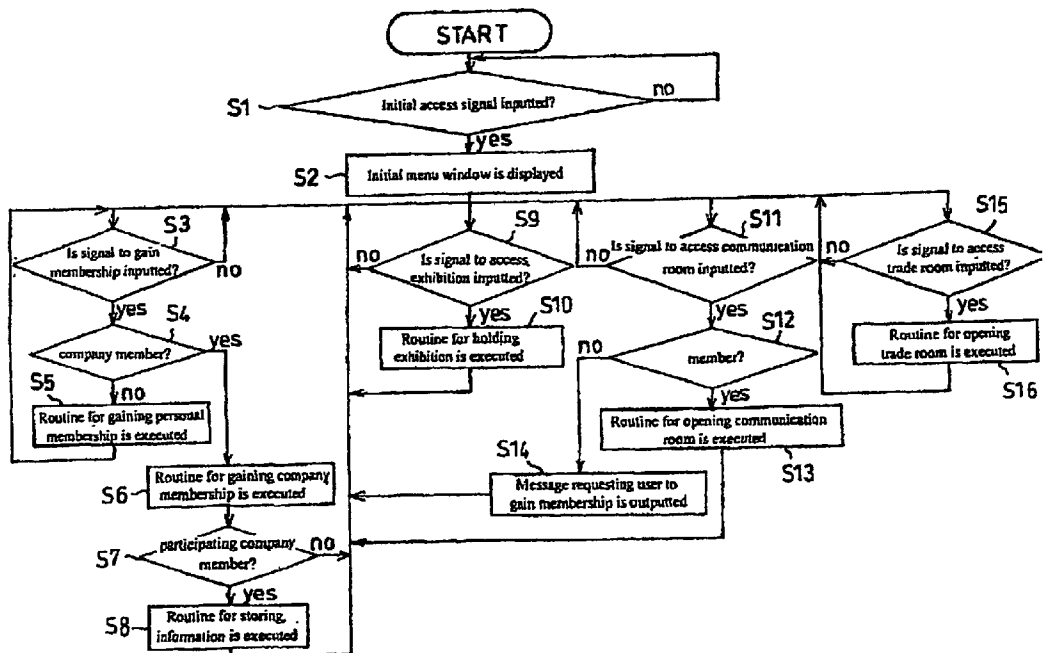 START
S1
Initial access signal inputted?
no
yes
S2
Initial menu window is displayed
S3
Is signal to gain
membership inputted?
no
yes
S4
company member?
yes
no
S5
Routine for gaining personal
membership is executed
S6
Routine for gaining company
membership is executed
S7
participating company
member?
no
yes
S8
Routine for storing
information is executed
S9
no
Is signal to access
exhibition inputted?
yes
S10
Routine for holding
exhibition is executed
S11
no
Is signal to access communication
room inputted?
yes
S12
no
member?
yes
Routine for opening communication
room is executed
S13
S14
Message requesting user to
gain membership is outputted
S15
no
Is signal to access
trade room inputted?
yes
Routine for opening
trade room is executed
S16